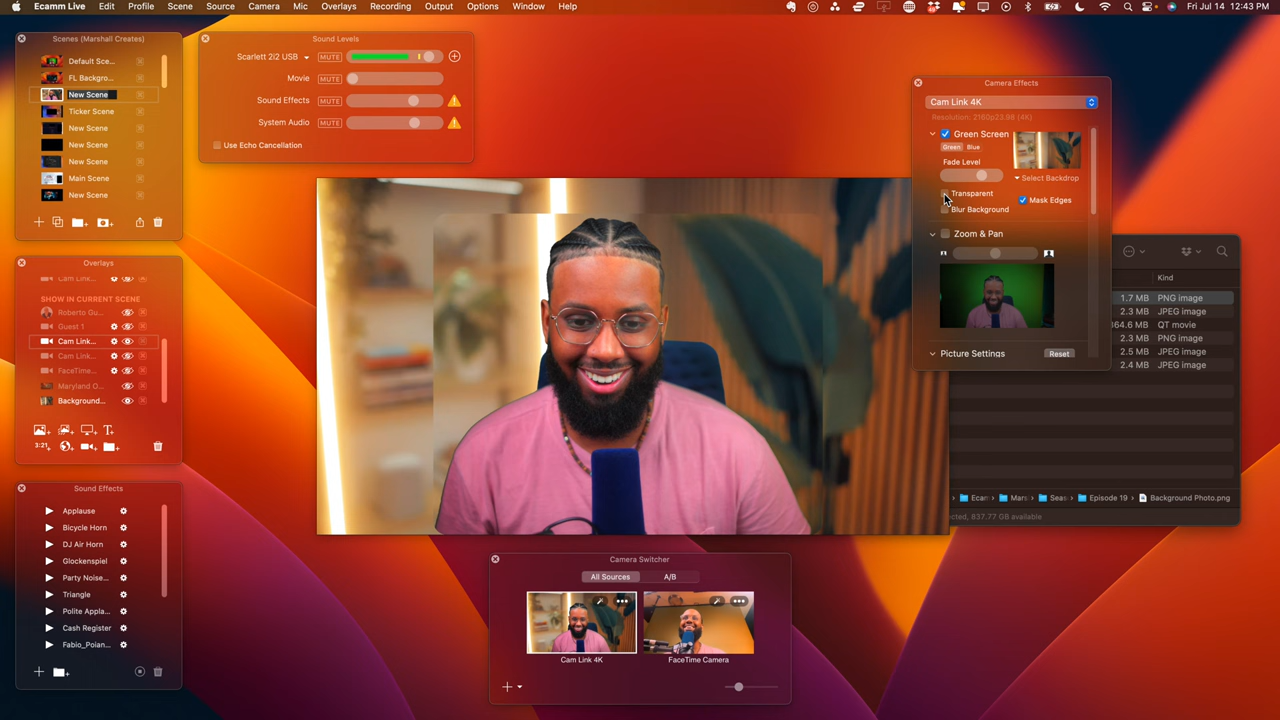 Ecamm Live Edit Profile Scene Source Camera Mic Overlays Recording Output Options Window Help Fri Jul 14 12:43 PM
Scenes (Marshall Creates)
Default Sce...
FL Backgro...
New Scene
Ticker Scene
New Scene
New Scene
New Scene
Main Scene
New Scene
Sound Levels
Scarlett 2i2 USB MUTE
Movie MUTE
Sound Effects MUTE
System Audio MUTE
Use Echo Cancellation
Camera Effects
Cam Link 4K
Resolution: 2160p23.98 (4K)
Green Screen
Green Blue
Fade Level
Select Backdrop
Transparent
Mask Edges
Blur Background
Zoom & Pan
Picture Settings Reset
Kind
1.7 MB PNG image
2.3 MB JPEG image
364.6 MB QT movie
2.3 MB PNG image
2.5 MB JPEG image
2.4 MB JPEG image
Ecam Mars Seas Episode 19 Background Photo.png
837.77 GB available
Overlays
Cam Link...
SHOW IN CURRENT SCENE
Roberto Gu...
Guest 1
Cam Link...
Cam Link...
FaceTime...
Maryland O...
Background...
3:21
Sound Effects
Applause
Bicycle Horn
DJ Air Horn
Glockenspiel
Party Noise...
Triangle
Polite Appla...
Cash Register
Fabio_Poian...
Camera Switcher
All Sources A/B
Cam Link 4K FaceTime Camera